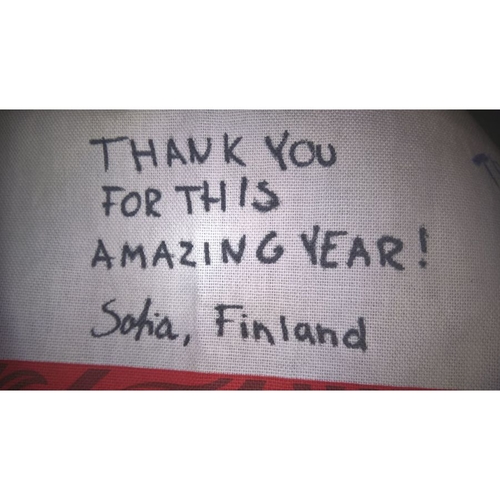 THANK YOU
FOR THIS
AMAZING YEAR!
Sofia, Finland